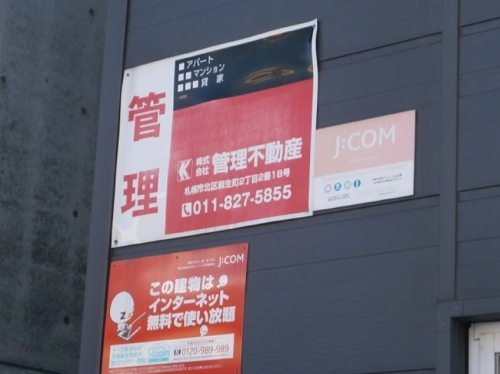 管理
■アパート
■■マンション
■■■貸家
株式会社 管理不動産
札幌市北区麻生町2丁目2番18号
011-827-5855
J:COM
J:COM
この建物は
インターネット
無料で使い放題
0120-989-989